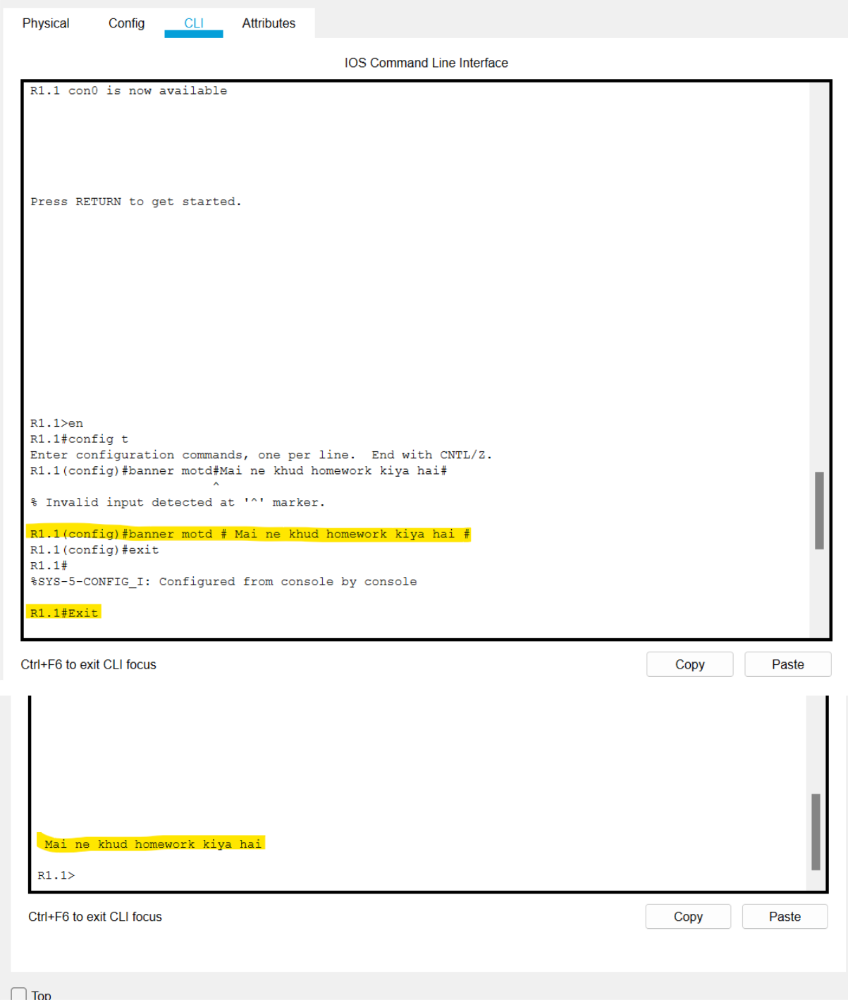 Physical Config CLI Attributes
IOS Command Line Interface
R1.1 con0 is now available
Press RETURN to get started.
R1.1>en
R1.1#config t
Enter configuration commands, one per line.  End with CNTL/Z.
R1.1(config)#banner motd#Mai ne khud homework kiya hai#
^
% Invalid input detected at '^' marker.
R1.1(config)#banner motd # Mai ne khud homework kiya hai #
R1.1(config)#exit
R1.1#
%SYS-5-CONFIG_I: Configured from console by console
R1.1#Exit
Ctrl+F6 to exit CLI focus Copy Paste
Mai ne khud homework kiya hai
R1.1>
Ctrl+F6 to exit CLI focus Copy Paste
Top